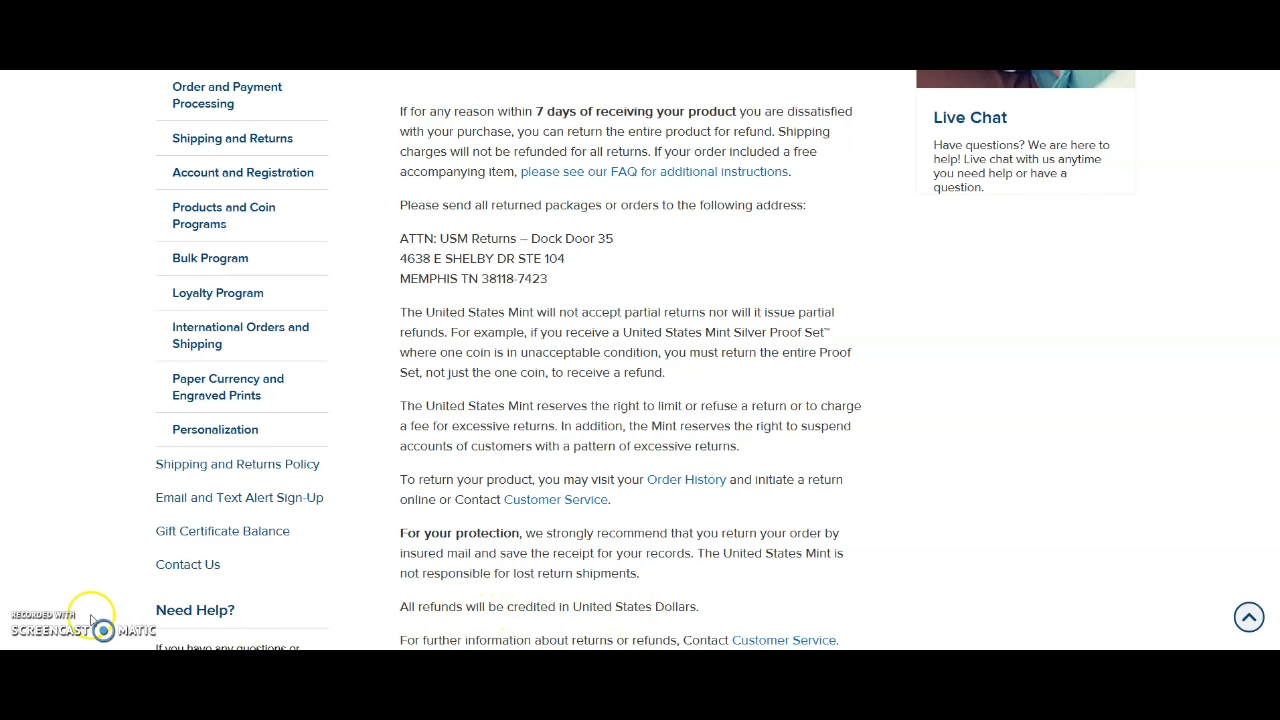 Order and Payment
Processing
Shipping and Returns
Account and Registration
Products and Coin
Programs
Bulk Program
Loyalty Program
International Orders and
Shipping
Paper Currency and
Engraved Prints
Personalization
Shipping and Returns Policy
Email and Text Alert Sign-Up
Gift Certificate Balance
Contact Us
Need Help?
If you have any questions or
If for any reason within 7 days of receiving your product you are dissatisfied
with your purchase, you can return the entire product for refund. Shipping
charges will not be refunded for all returns. If your order included a free
accompanying item, please see our FAQ for additional instructions.
Please send all returned packages or orders to the following address:
ATTN: USM Returns – Dock Door 35
4638 E SHELBY DR STE 104
MEMPHIS TN 38118-7423
The United States Mint will not accept partial returns nor will it issue partial
refunds. For example, if you receive a United States Mint Silver Proof Set™
where one coin is in unacceptable condition, you must return the entire Proof
Set, not just the one coin, to receive a refund.
The United States Mint reserves the right to limit or refuse a return or to charge
a fee for excessive returns. In addition, the Mint reserves the right to suspend
accounts of customers with a pattern of excessive returns.
To return your product, you may visit your Order History and initiate a return
online or Contact Customer Service.
For your protection, we strongly recommend that you return your order by
insured mail and save the receipt for your records. The United States Mint is
not responsible for lost return shipments.
All refunds will be credited in United States Dollars.
For further information about returns or refunds, Contact Customer Service.
Live Chat
Have questions? We are here to
help! Live chat with us anytime
you need help or have a
question.
RECORDED WITH
SCREENCAST MATIC